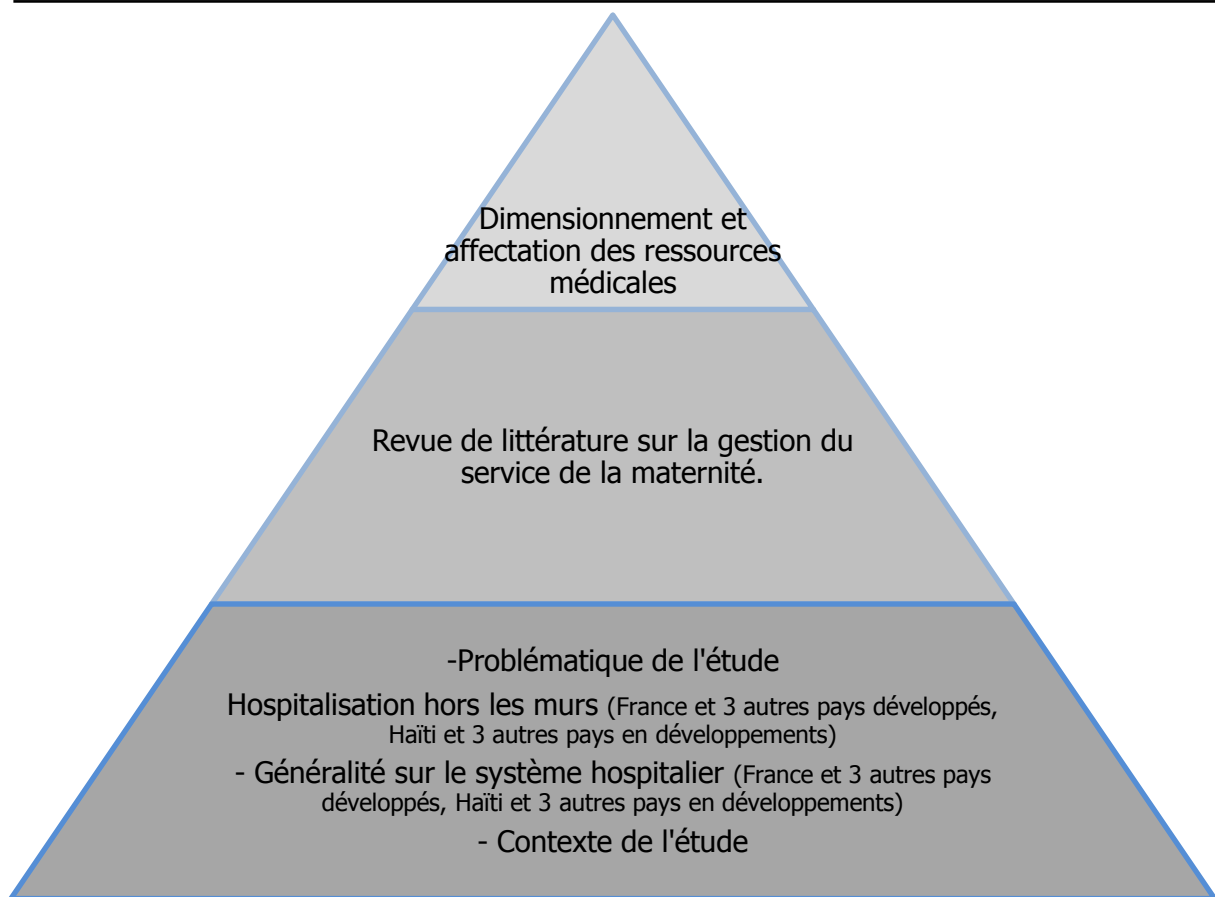 Dimensionnement et
affectation des ressources
médicales
Revue de littérature sur la gestion du
service de la maternité.
-Problématique de l'étude
Hospitalisation hors les murs (France et 3 autres pays développés,
Haïti et 3 autres pays en développements)
- Généralité sur le système hospitalier (France et 3 autres pays
développés, Haïti et 3 autres pays en développements)
- Contexte de l'étude